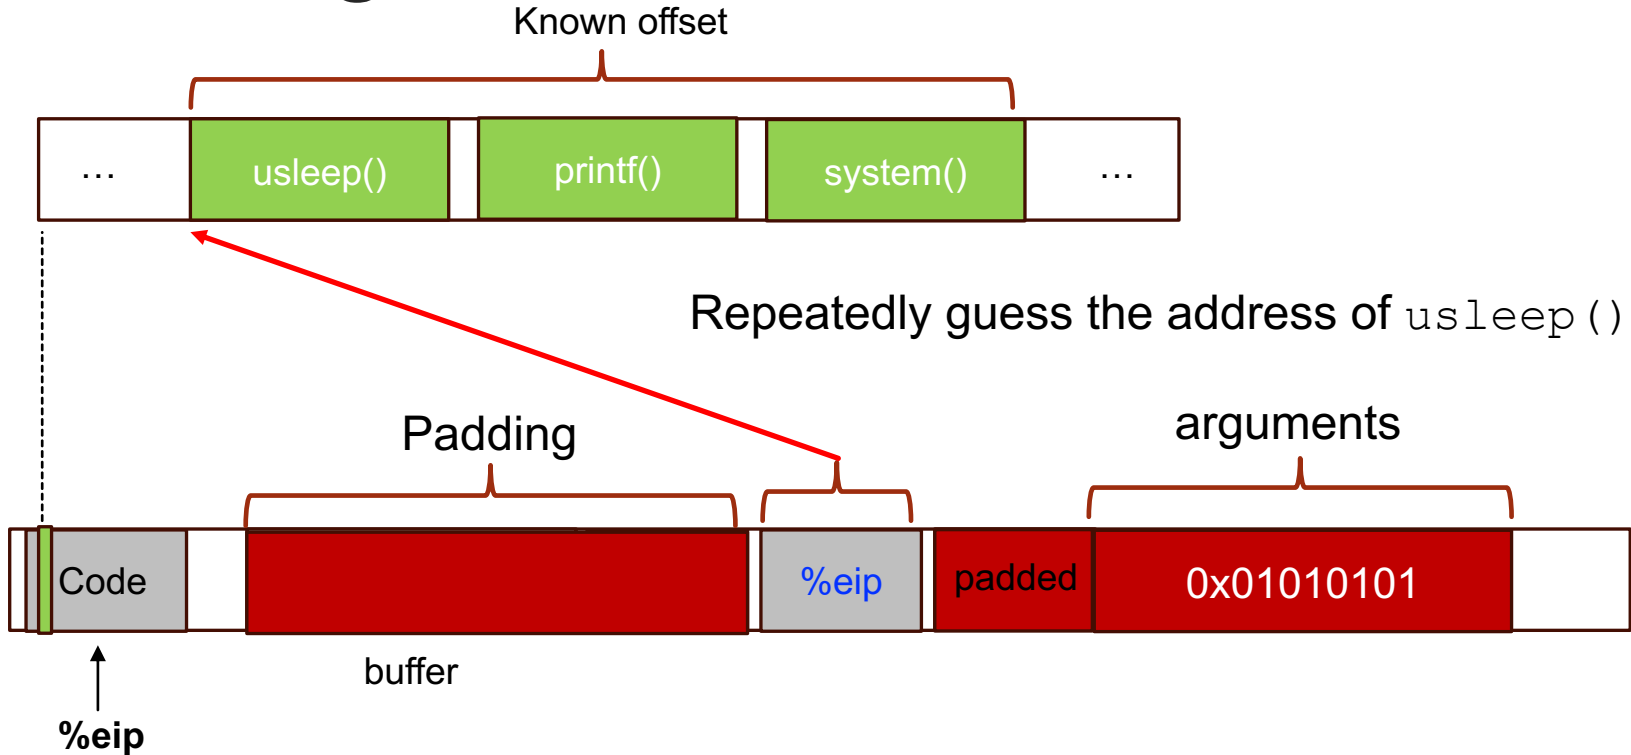 Known offset
...
usleep()
printf()
system()
...
Repeatedly guess the address of usleep()
Padding
arguments
Code
%eip
padded
0x01010101
buffer
%eip